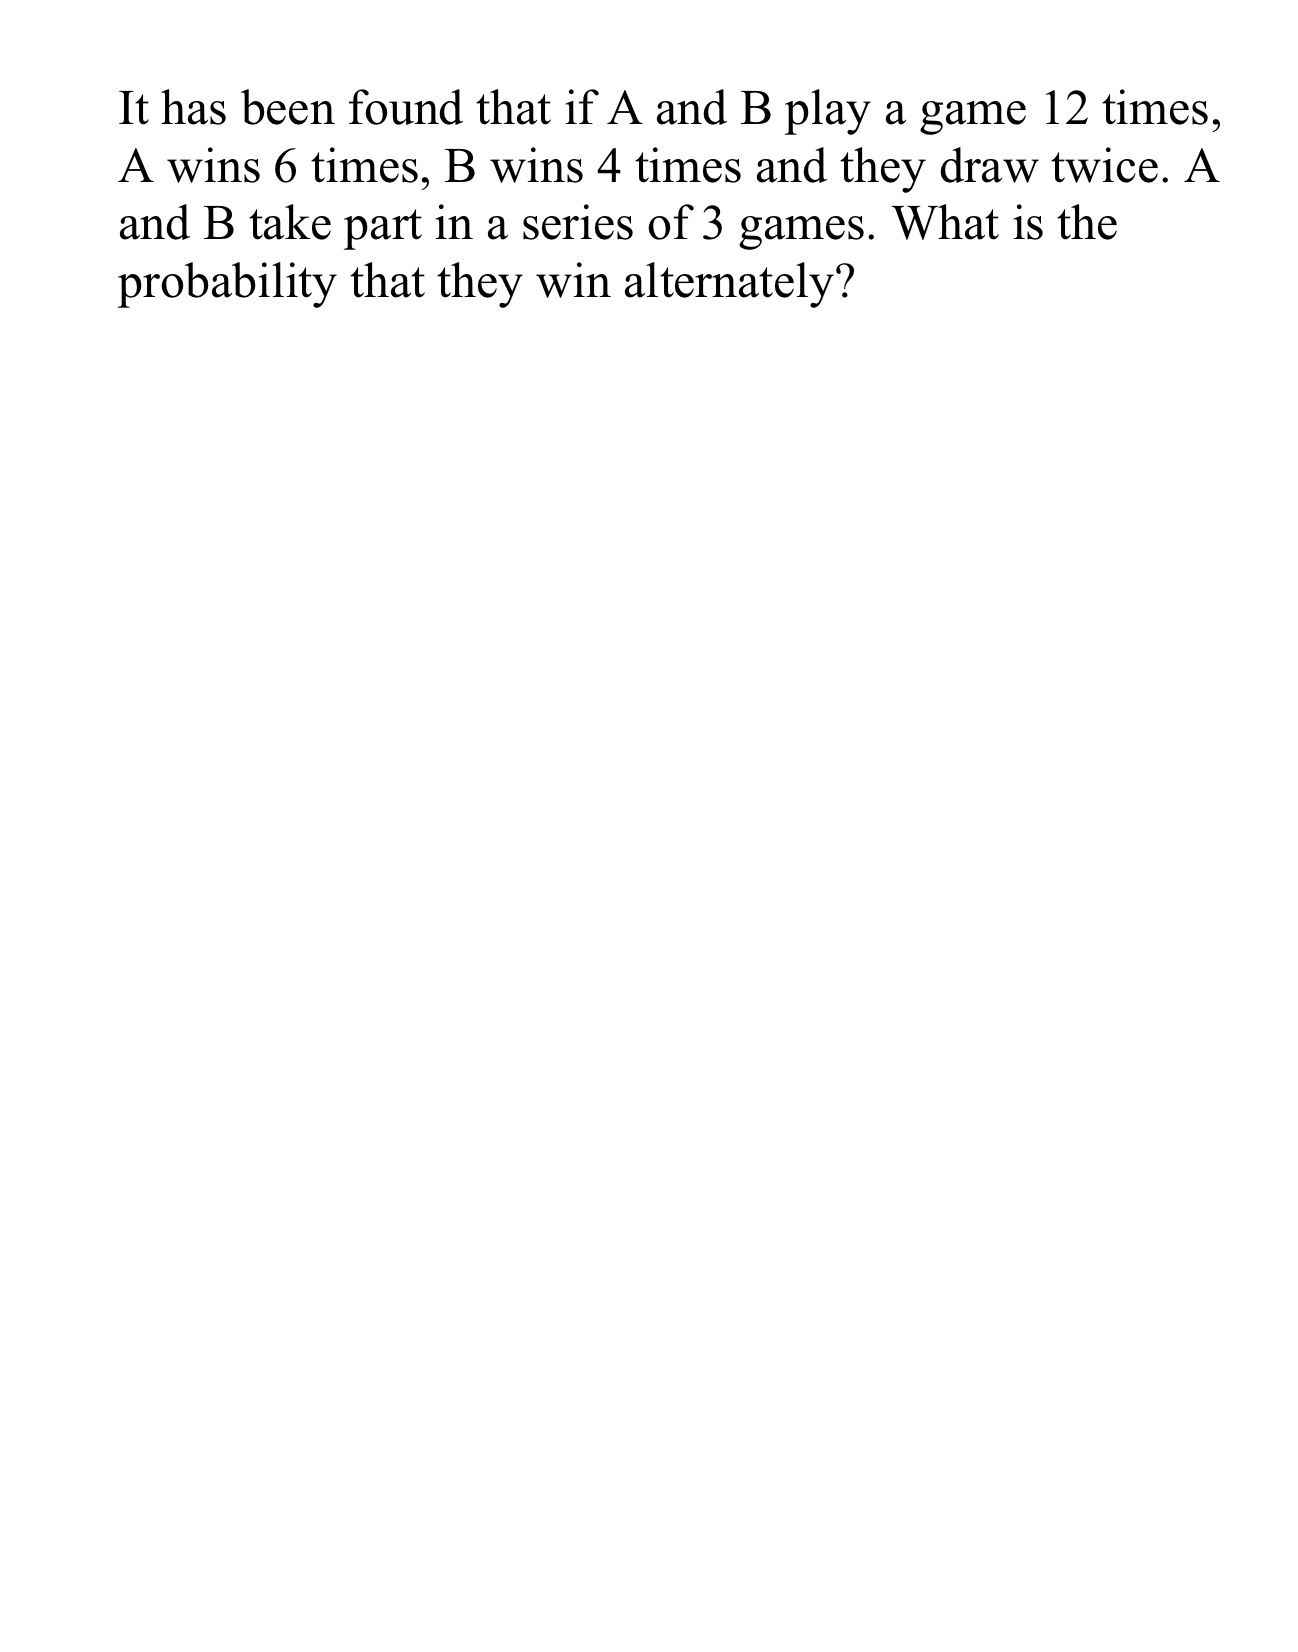 It has been found that if A and B play a game 12 times,
A wins 6 times, B wins 4 times and they draw twice. A
and B take part in a series of 3 games. What is the
probability that they win alternately?